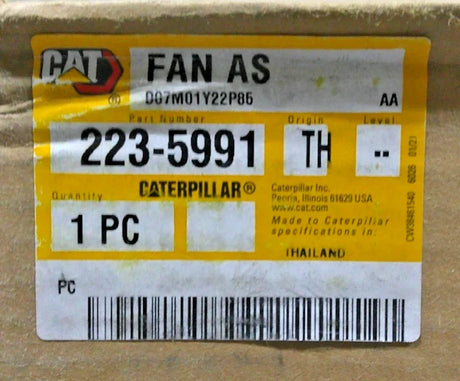 CAT ®
FAN AS
D07M01Y22P85 AA
Part Number Origin Level
223-5991 TH --
Quantity
CATERPILLAR®
1 PC
Caterpillar Inc.
Peoria, Illinois 61629 USA
www.cat.com
Made to Caterpillar
specifications in:
THAILAND
PC